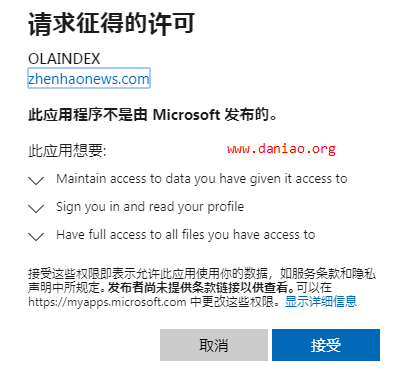 请求征得的许可
OLAINDEX
zhenhaonews.com
此应用程序不是由 Microsoft 发布的。
此应用想要:
www.daniao.org
Maintain access to data you have given it access to
Sign you in and read your profile
Have full access to all files you have access to
接受这些权限即表示允许此应用使用你的数据，如服务条款和隐私
声明中所规定。发布者尚未提供条款链接以供查看。可以在
https://myapps.microsoft.com 中更改这些权限。显示详细信息
取消
接受